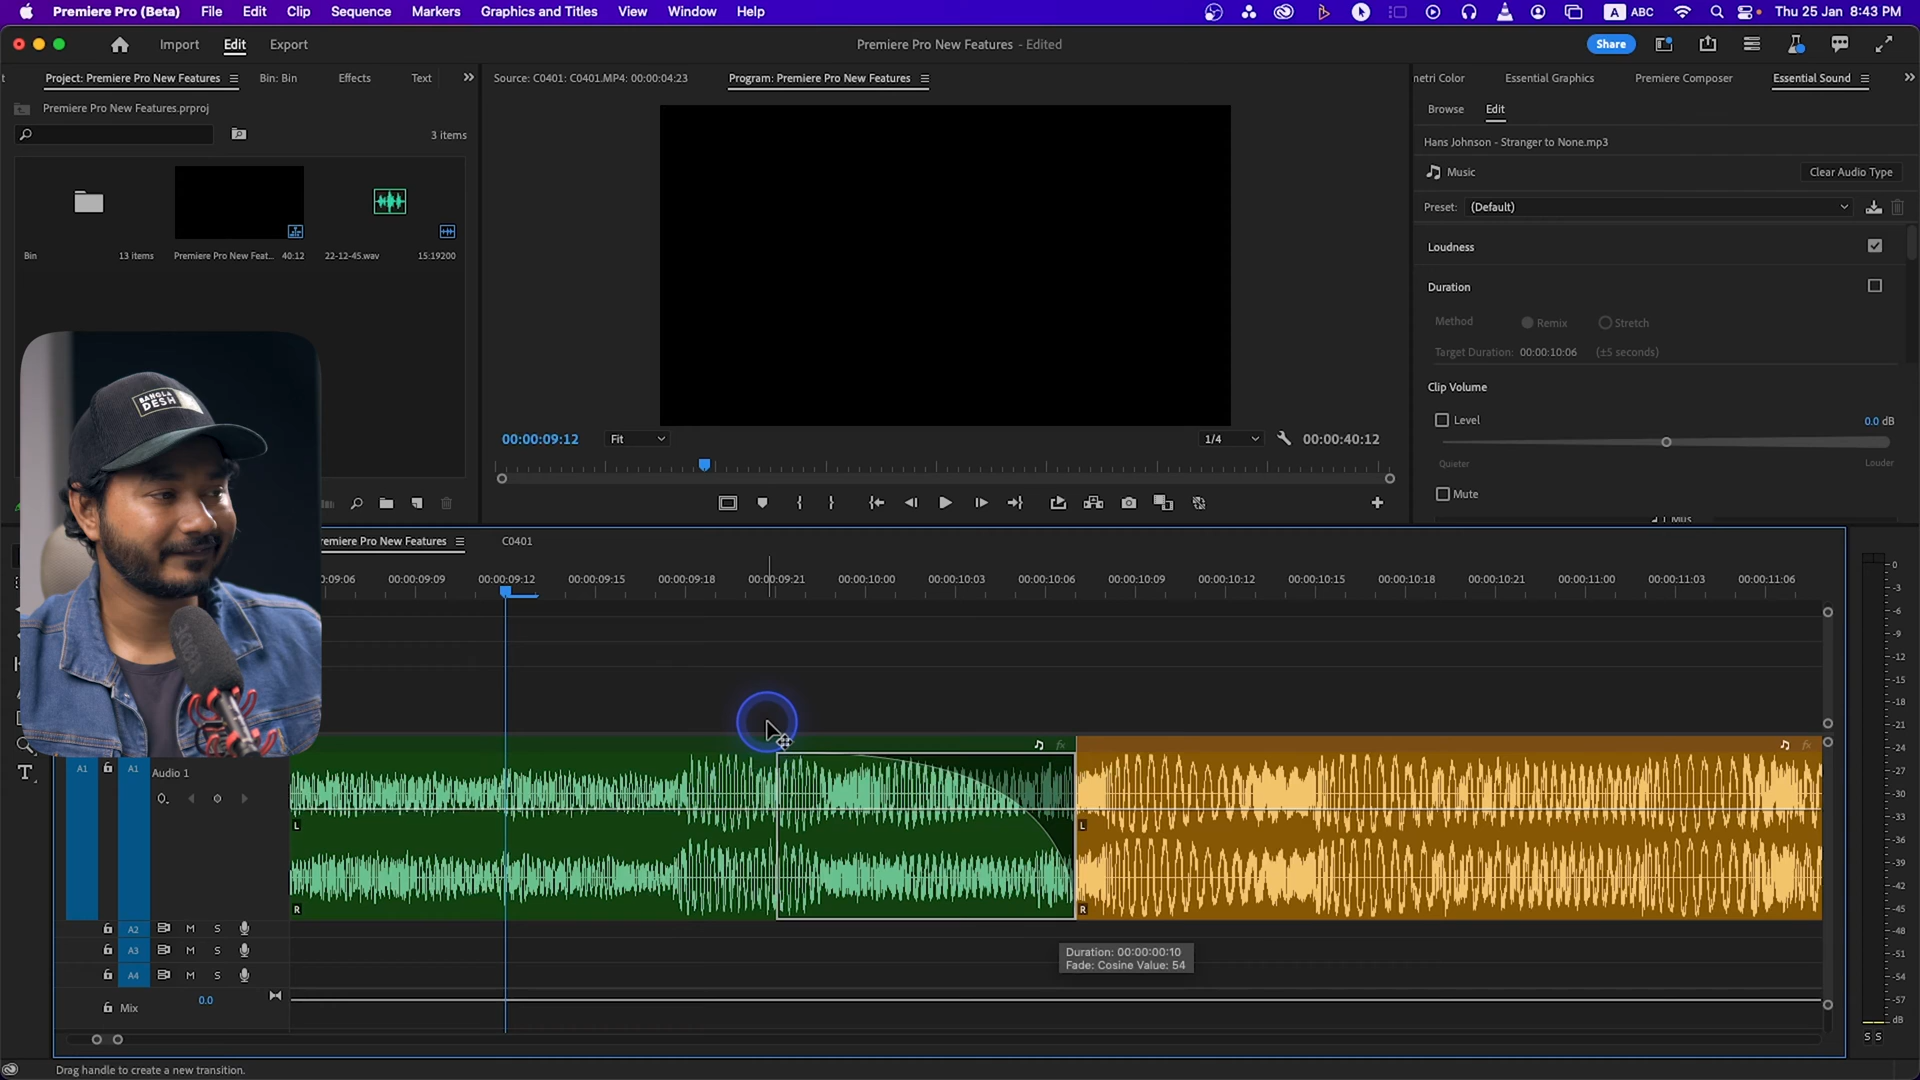 Premiere Pro (Beta) File Edit Clip Sequence Markers Graphics and Titles View Window Help
A ABC Thu 25 Jan 8:43 PM
Import Edit Export
Premiere Pro New Features - Edited
Share
Project: Premiere Pro New Features Bin: Bin Effects Text
Source: C0401: C0401.MP4: 00:00:04:23 Program: Premiere Pro New Features
metri Color Essential Graphics Premiere Composer Essential Sound
Premiere Pro New Features.prproj
3 items
Bin 13 items Premiere Pro New Feat... 40:12 22-12-45.wav 15:19200
Browse Edit
Hans Johnson - Stranger to None.mp3
Music Clear Audio Type
Preset: (Default)
Loudness
Duration
Method Remix Stretch
Target Duration: 00:00:10:06 (±5 seconds)
Clip Volume
Level 0.0 dB
Quieter Louder
Mute
00:00:09:12 Fit 1/4 00:00:40:12
BANGLA
DESH
remiere Pro New Features C0401
00:09:06 00:00:09:09 00:00:09:12 00:00:09:15 00:00:09:18 00:00:09:21 00:00:10:00 00:00:10:03 00:00:10:06 00:00:10:09 00:00:10:12 00:00:10:15 00:00:10:18 00:00:10:21 00:00:11:00 00:00:11:03 00:00:11:06
A1 A1 Audio 1
fx fx
L L
R R
A2 M S
A3 M S
A4 M S
Mix 0.0
Duration: 00:00:00:10
Fade: Cosine Value: 54
0
-3
-6
-9
-12
-15
-18
-21
-24
-27
-30
-33
-36
-39
-42
-45
-48
-51
-54
-57
dB
S S
T
Drag handle to create a new transition.